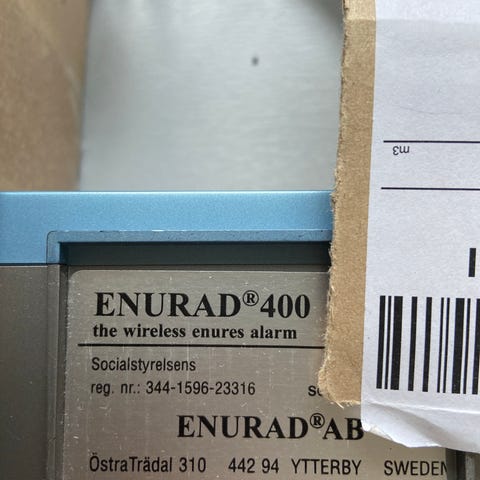 m3
ENURAD®400
the wireless enures alarm
Socialstyrelsens
reg. nr.: 344-1596-23316
ENURAD®AB
ÖstraTrädal 310 442 94 YTTERBY SWEDEN